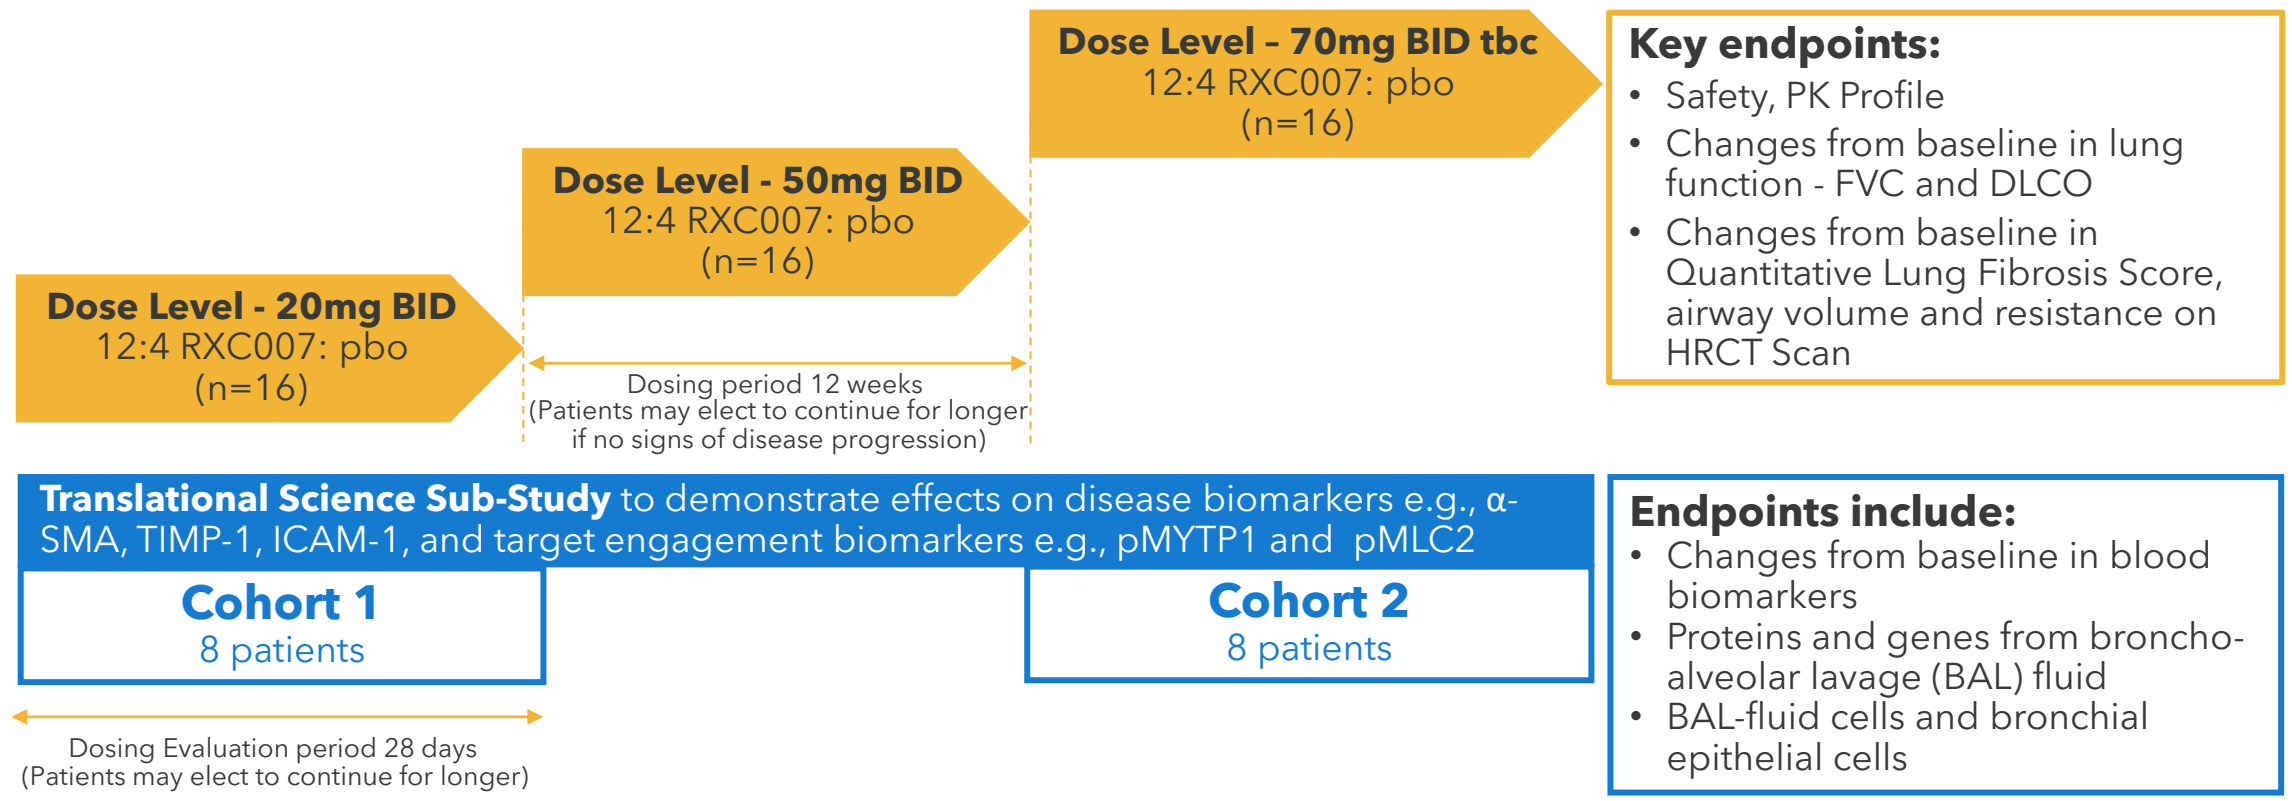 Dose Level – 70mg BID tbc
12:4 RXC007: pbo
(n=16)
Dose Level - 50mg BID
12:4 RXC007: pbo
(n=16)
Dose Level - 20mg BID
12:4 RXC007: pbo
(n=16)
Dosing period 12 weeks
(Patients may elect to continue for longer
if no signs of disease progression)
Key endpoints:
• Safety, PK Profile
• Changes from baseline in lung
function - FVC and DLCO
• Changes from baseline in
Quantitative Lung Fibrosis Score,
airway volume and resistance on
HRCT Scan
Translational Science Sub-Study to demonstrate effects on disease biomarkers e.g., α-
SMA, TIMP-1, ICAM-1, and target engagement biomarkers e.g., pMYTP1 and pMLC2
Cohort 1
8 patients
Cohort 2
8 patients
Dosing Evaluation period 28 days
(Patients may elect to continue for longer)
Endpoints include:
• Changes from baseline in blood
biomarkers
• Proteins and genes from broncho-
alveolar lavage (BAL) fluid
• BAL-fluid cells and bronchial
epithelial cells